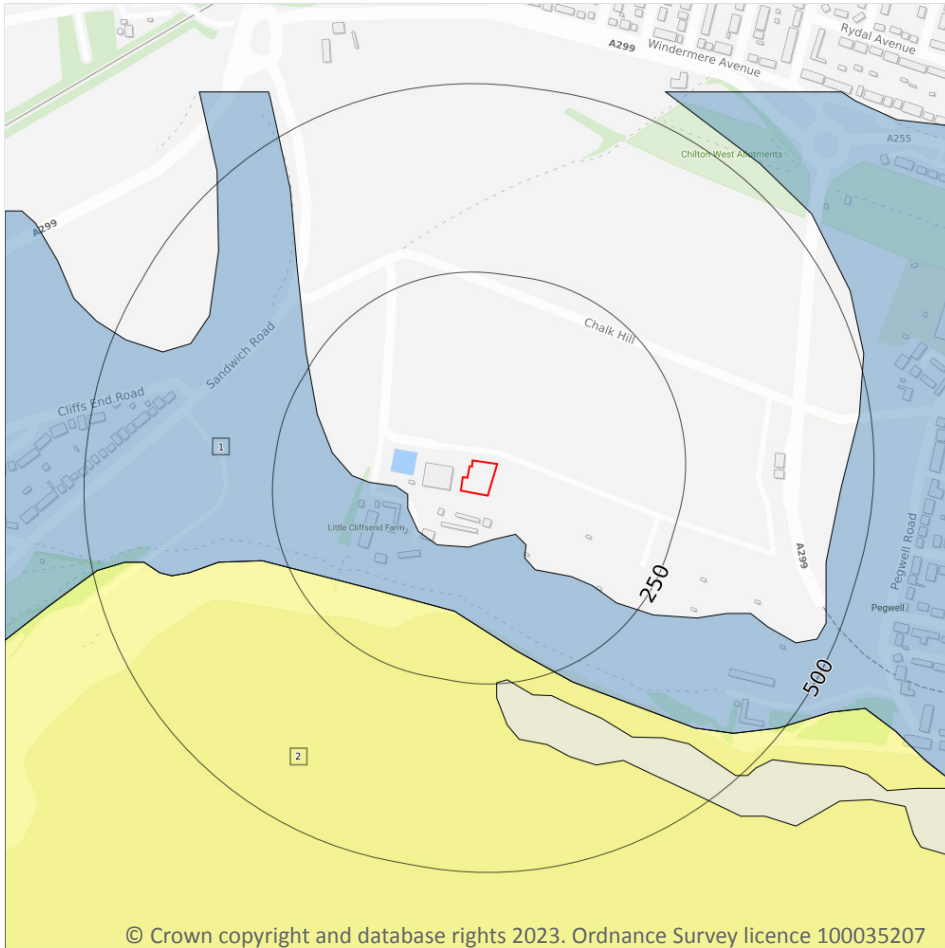 Rydal Avenue
A299
Windermere Avenue
A255
Chilton West Allotments
A299
Chalk Hill
Sandwich Road
Cliffs End Road
1
Little Cliffsend Farm
250
A299
Pegwell Road
Pegwell
500
2
© Crown copyright and database rights 2023. Ordnance Survey licence 100035207